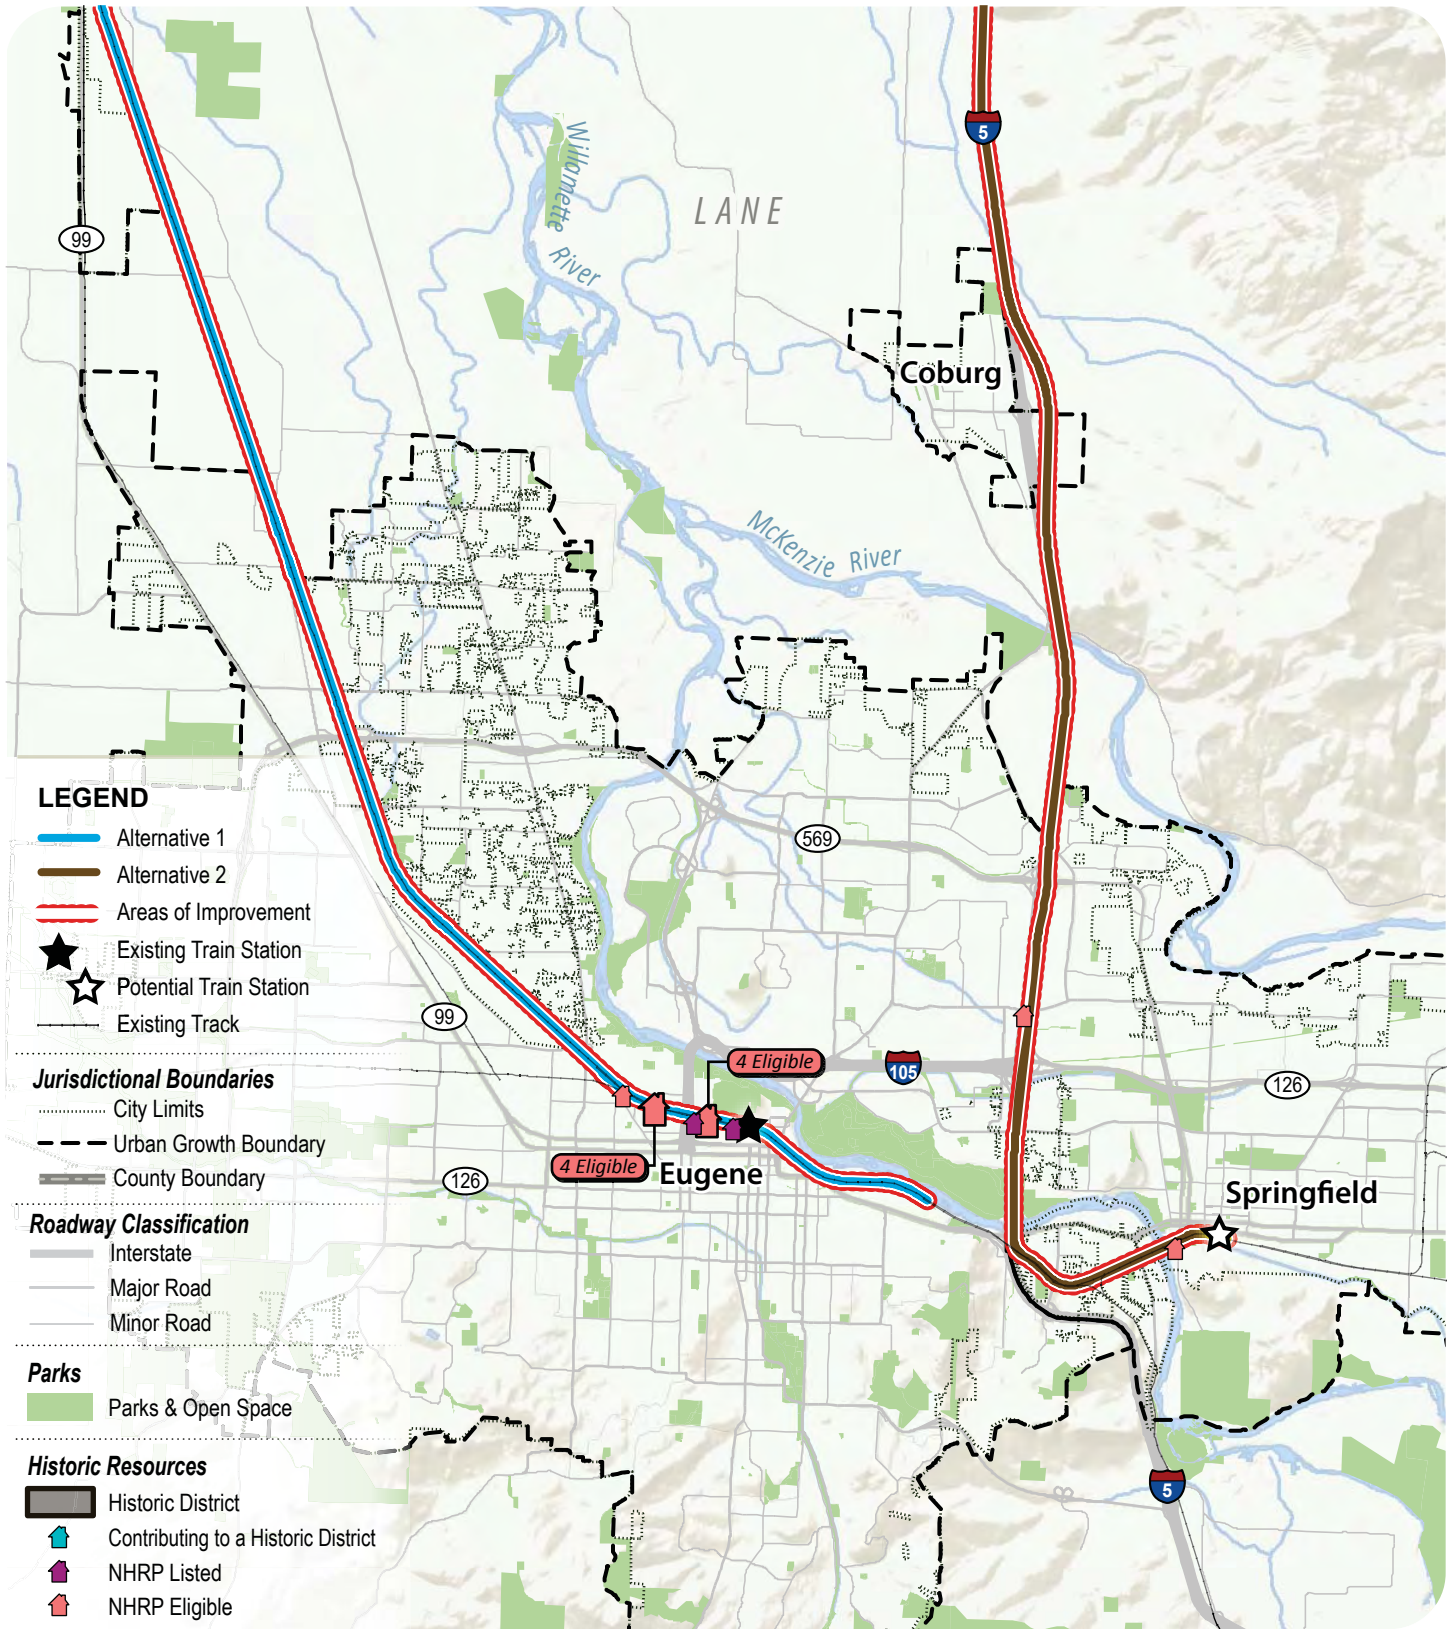 5
Willamette
River
LANE
99
Coburg
McKenzie River
569
99
4 Eligible
105
126
4 Eligible
Eugene
126
Springfield
5
LEGEND
Alternative 1
Alternative 2
Areas of Improvement
Existing Train Station
Potential Train Station
Existing Track
Jurisdictional Boundaries
City Limits
Urban Growth Boundary
County Boundary
Roadway Classification
Interstate
Major Road
Minor Road
Parks
Parks & Open Space
Historic Resources
Historic District
Contributing to a Historic District
NHRP Listed
NHRP Eligible